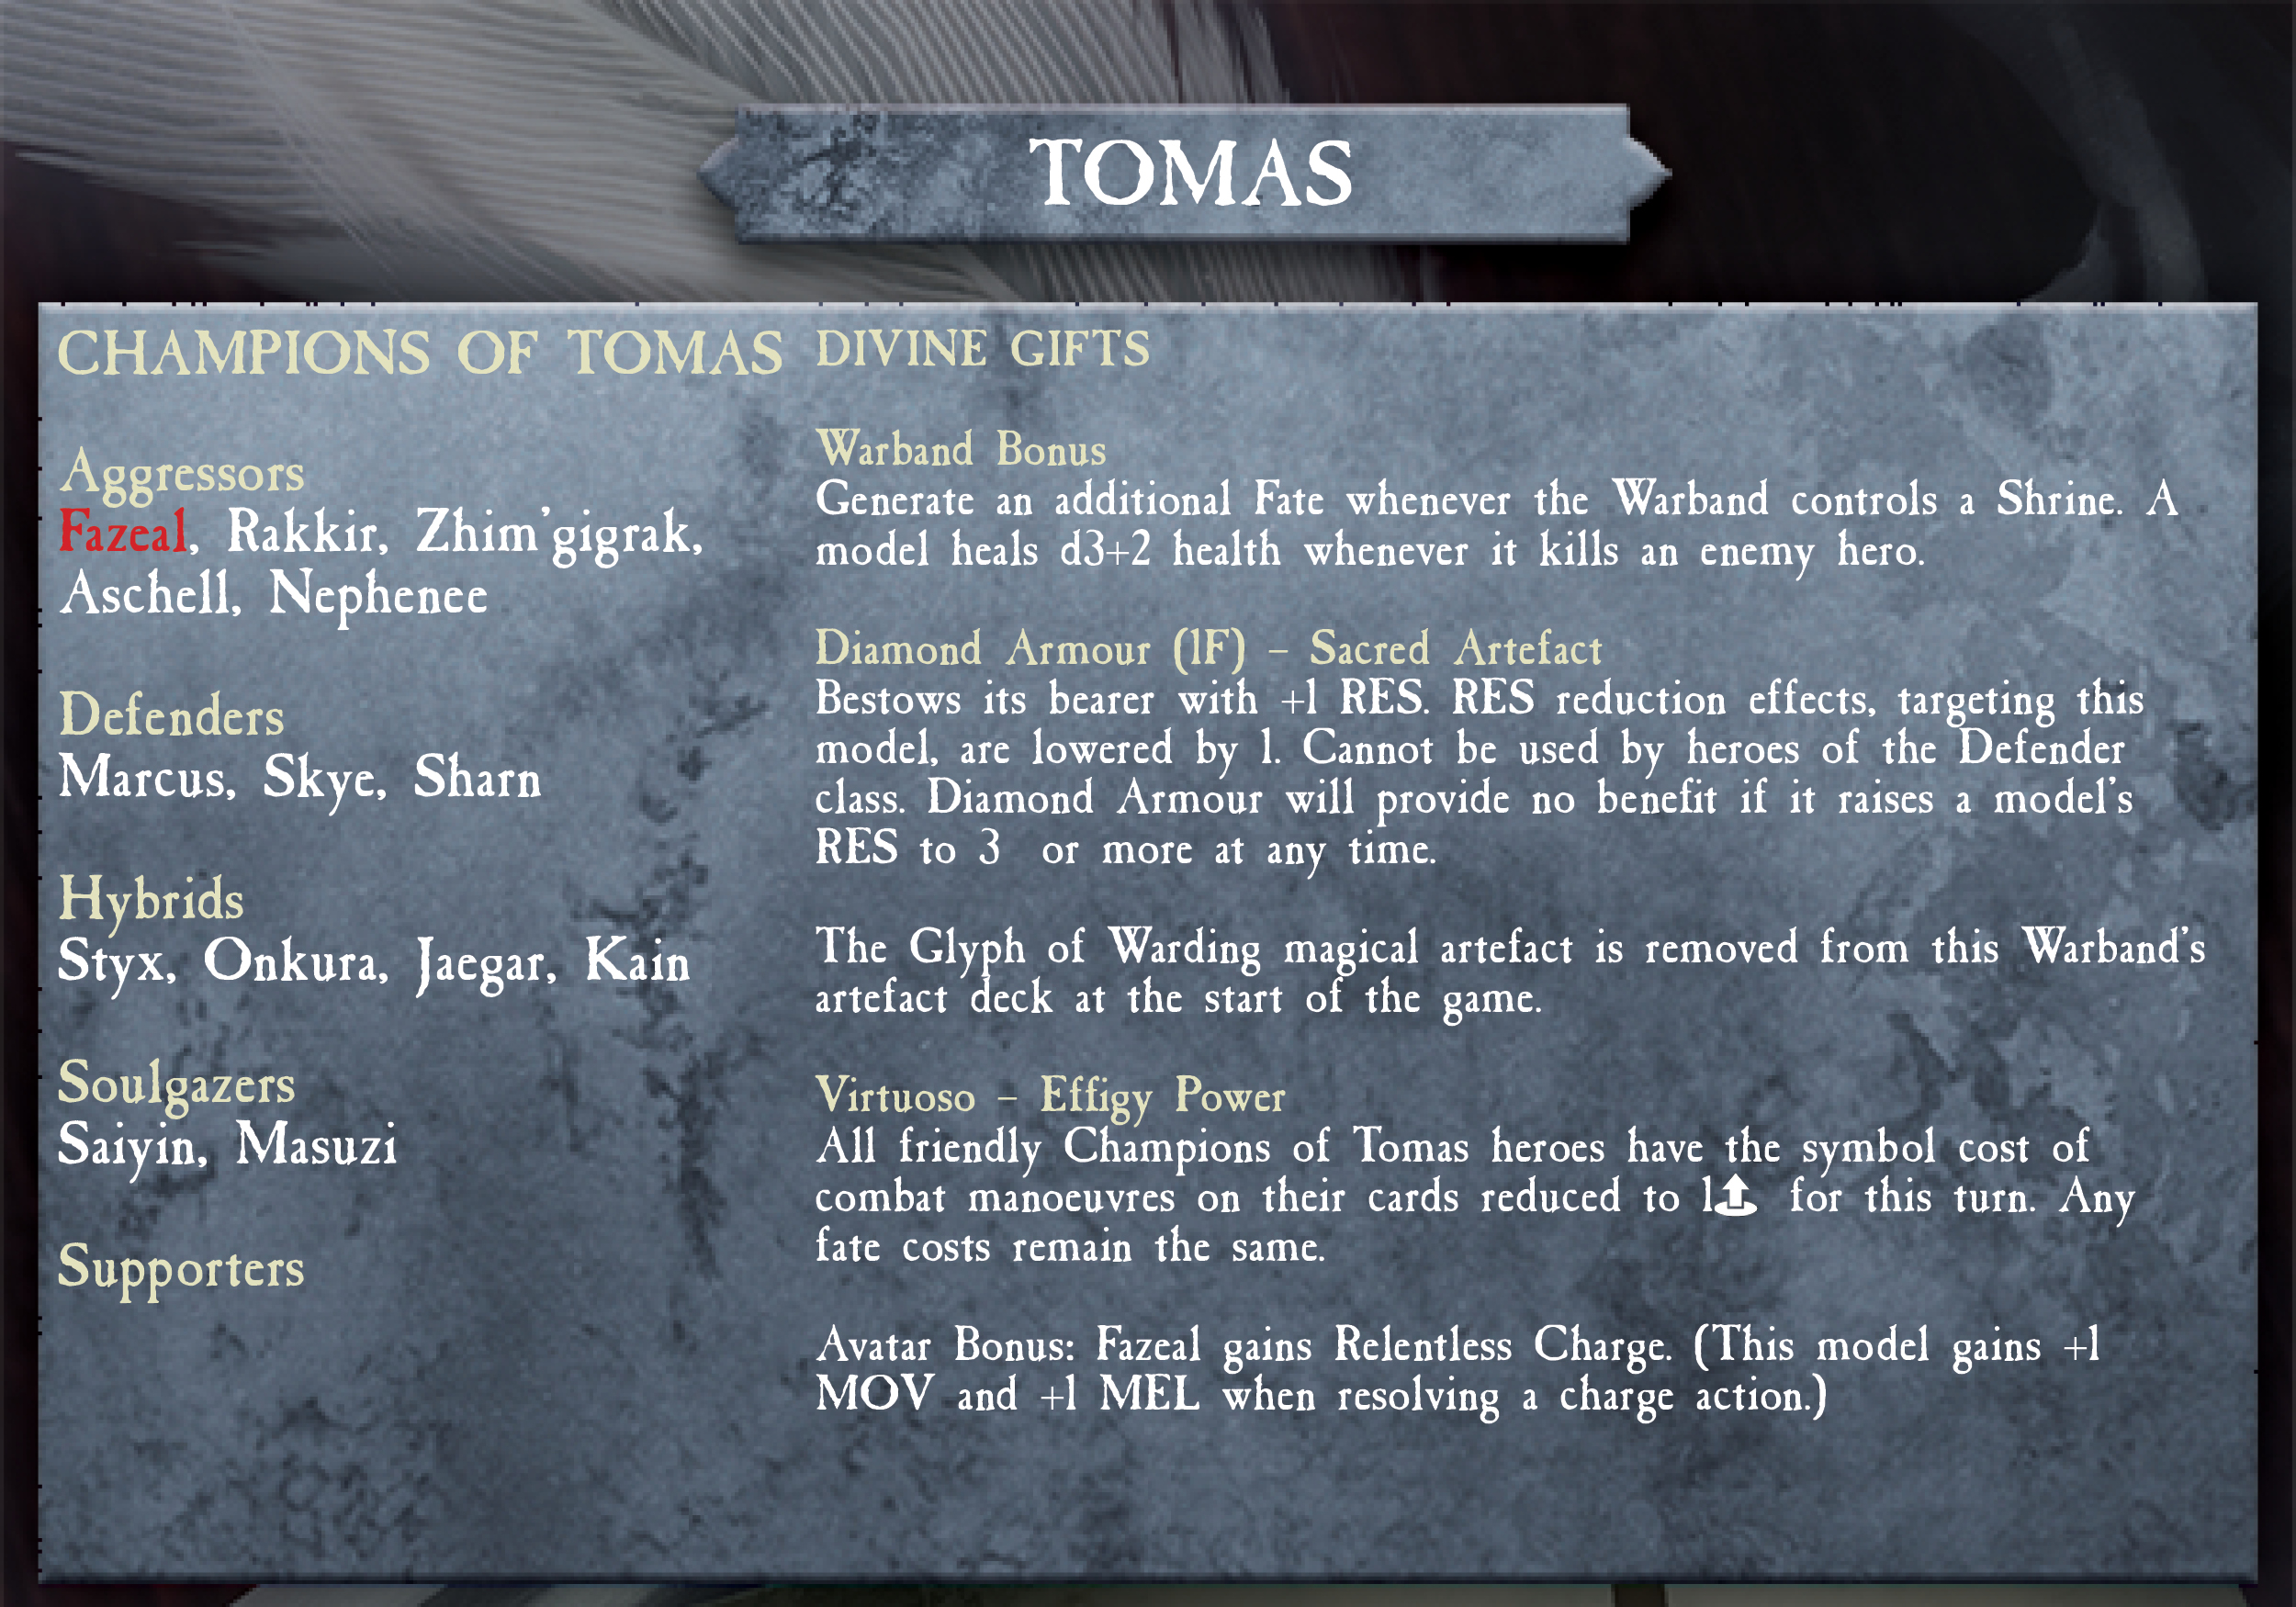 TOMAS
CHAMPIONS OF TOMAS
Aggressors
Fazeal, Rakkir, Zhim'gigrak,
Aschell, Nephenee
Defenders
Marcus, Skye, Sharn
Hybrids
Styx, Onkura, Jaegar, Kain
Soulgazers
Saiyin, Masuzi
Supporters
DIVINE GIFTS
Warband Bonus
Generate an additional Fate whenever the Warband controls a Shrine. A
model heals d3+2 health whenever it kills an enemy hero.
Diamond Armour (1F) – Sacred Artefact
Bestows its bearer with +1 RES. RES reduction effects, targeting this
model, are lowered by 1. Cannot be used by heroes of the Defender
class. Diamond Armour will provide no benefit if it raises a model's
RES to 3 or more at any time.
The Glyph of Warding magical artefact is removed from this Warband's
artefact deck at the start of the game.
Virtuoso – Effigy Power
All friendly Champions of Tomas heroes have the symbol cost of
combat manoeuvres on their cards reduced to 1 for this turn. Any
fate costs remain the same.
Avatar Bonus: Fazeal gains Relentless Charge. (This model gains +1
MOV and +1 MEL when resolving a charge action.)